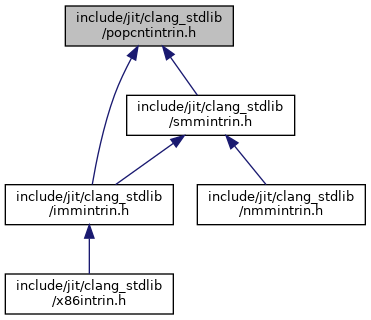 include/jit/clang_stdlib
/popcntintrin.h
include/jit/clang_stdlib
/smmintrin.h
include/jit/clang_stdlib
/immintrin.h
include/jit/clang_stdlib
/nmmintrin.h
include/jit/clang_stdlib
/x86intrin.h